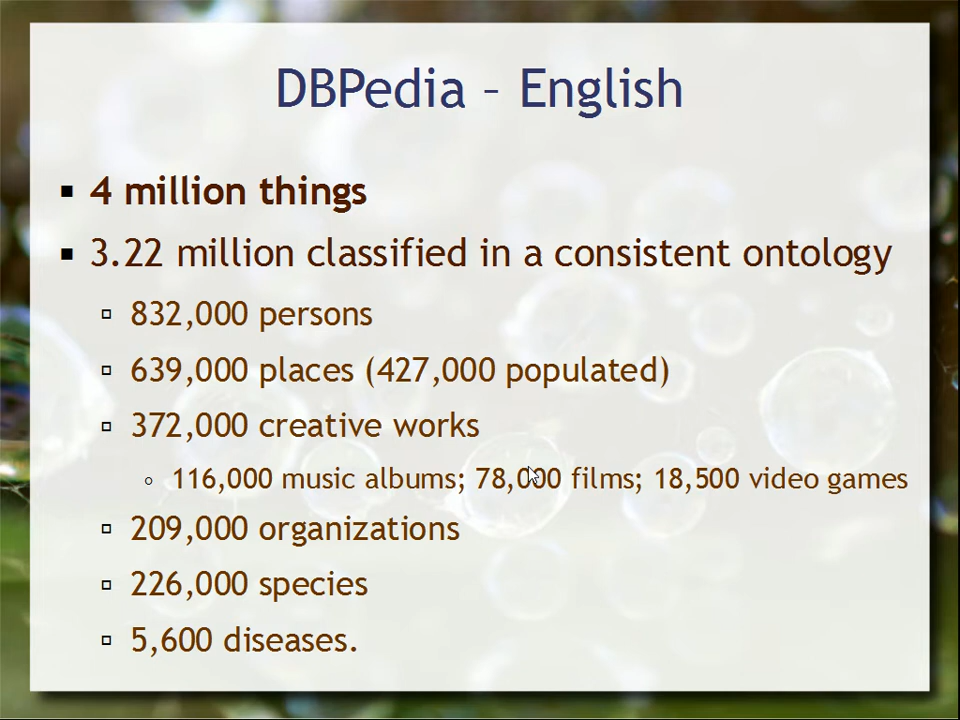 DBPedia – English
4 million things
3.22 million classified in a consistent ontology
832,000 persons
639,000 places (427,000 populated)
372,000 creative works
116,000 music albums; 78,000 films; 18,500 video games
209,000 organizations
226,000 species
5,600 diseases.